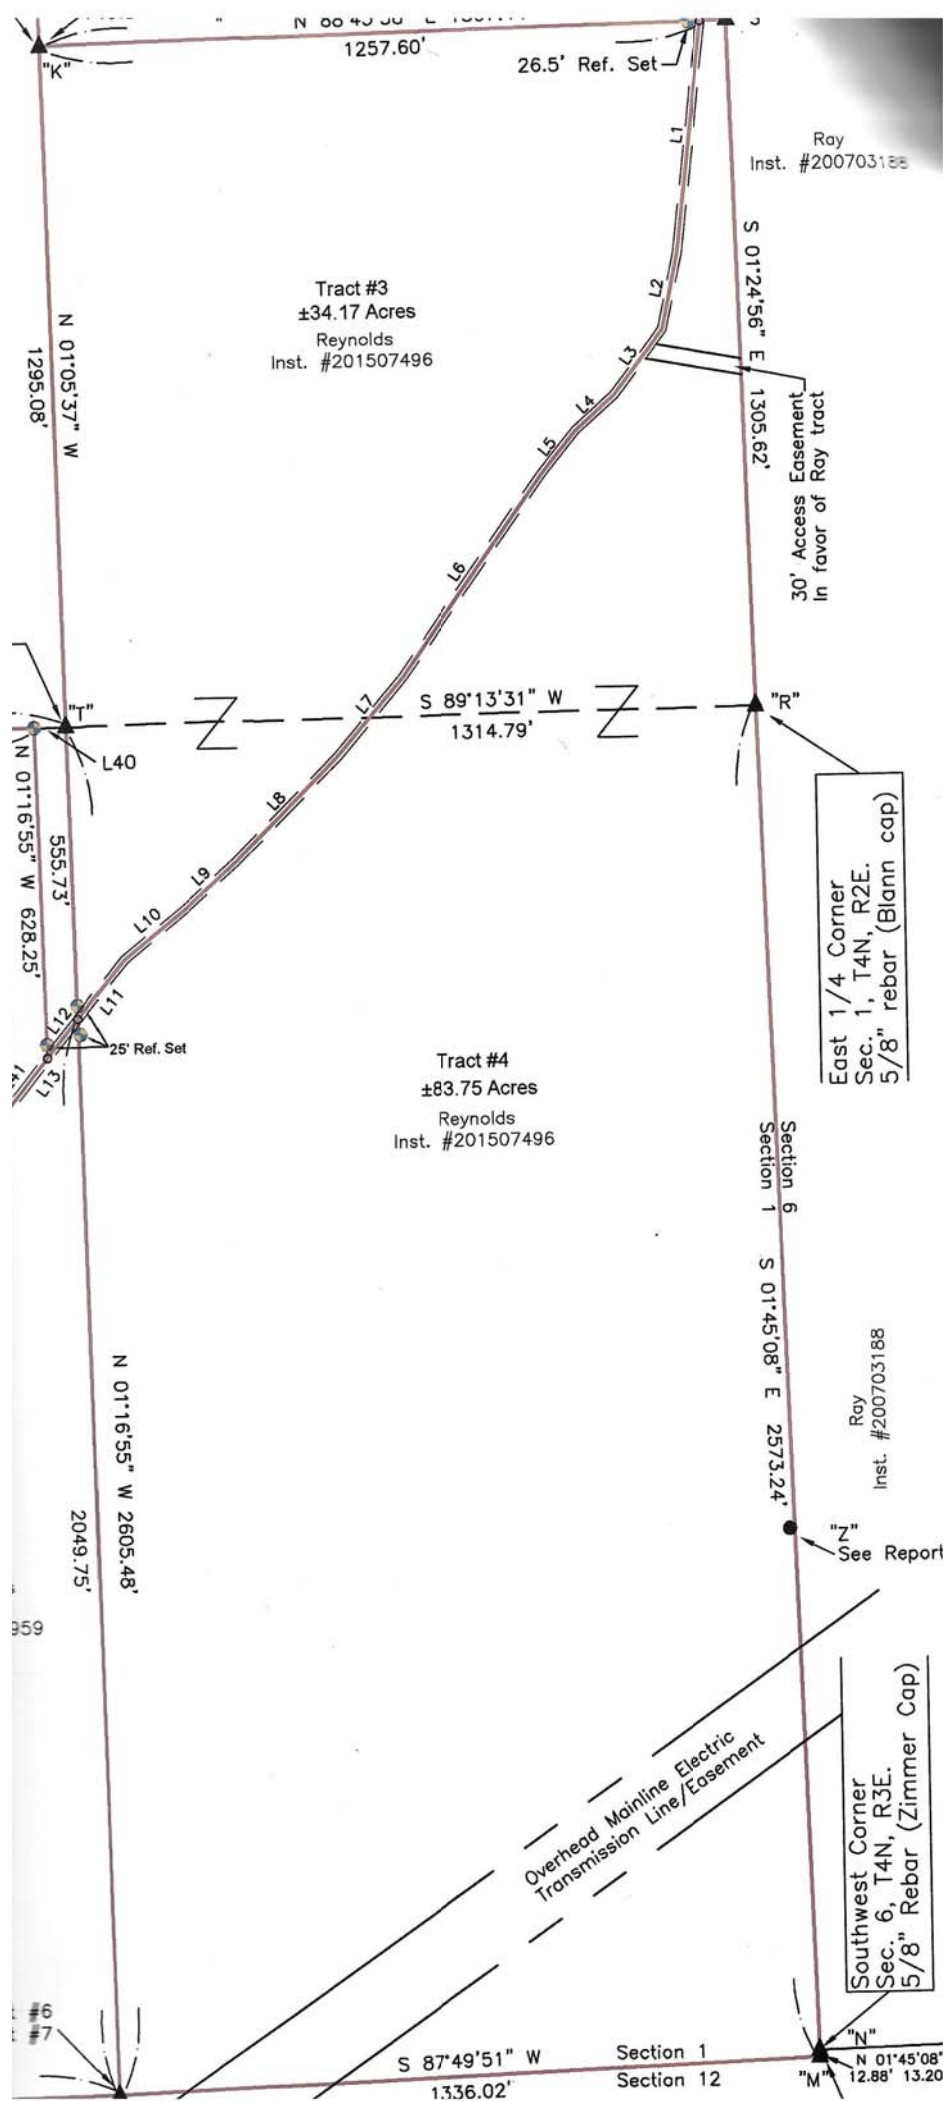 1257.60'
"K"
26.5' Ref. Set
L1
Ray
Inst. #200703188
S 01°24'56" E 1305.62'
L2
Tract #3
±34.17 Acres
Reynolds
Inst. #201507496
N 01°05'37" W
1295.08'
L3
L4
30' Access Easement
In favor of Ray tract
L5
L6
L7
"T"
S 89°13'31" W
1314.79'
"R"
L40
L8
N 01°16'55" W 628.25'
555.73'
East 1/4 Corner
Sec. 1, T4N, R2E.
5/8" rebar (Blann cap)
L9
L10
L11
L12
25' Ref. Set
L13
Tract #4
±83.75 Acres
Reynolds
Inst. #201507496
Section 6
Section 1
S 01°45'08" E 2573.24'
Ray
Inst. #200703188
N 01°16'55" W 2605.48'
2049.75'
"Z"
See Report
959
Overhead Mainline Electric
Transmission Line/Easement
Southwest Corner
Sec. 6, T4N, R3E.
5/8" Rebar (Zimmer Cap)
#6
#7
"N"
S 87°49'51" W
1336.02'
Section 1
Section 12
"M"
N 01°45'08"
12.88' 13.20